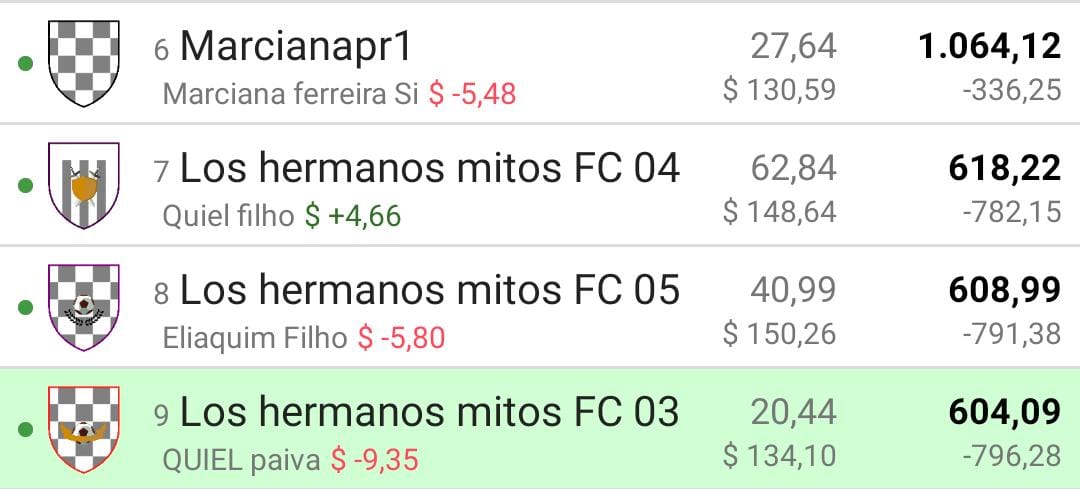 6 Marcianapr1 27,64 1.064,12
Marciana ferreira Si $ -5,48 $ 130,59 -336,25
7 Los hermanos mitos FC 04 62,84 618,22
Quiel filho $ +4,66 $ 148,64 -782,15
8 Los hermanos mitos FC 05 40,99 608,99
Eliaquim Filho $ -5,80 $ 150,26 -791,38
9 Los hermanos mitos FC 03 20,44 604,09
QUIEL paiva $ -9,35 $ 134,10 -796,28